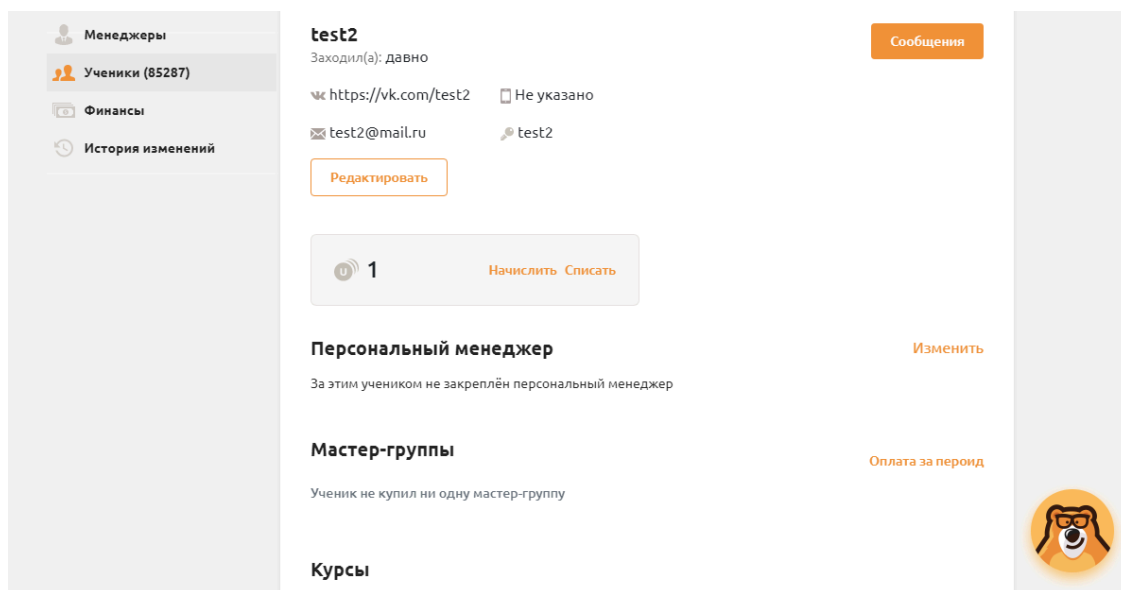 Менеджеры
Ученики (85287)
Финансы
История изменений
test2
Сообщения
Заходил(а): давно
https://vk.com/test2 Не указано
test2@mail.ru test2
Редактировать
U 1 Начислить Списать
Персональный менеджер Изменить
За этим учеником не закреплён персональный менеджер
Мастер-группы
Оплата за пероид
Ученик не купил ни одну мастер-группу
Курсы